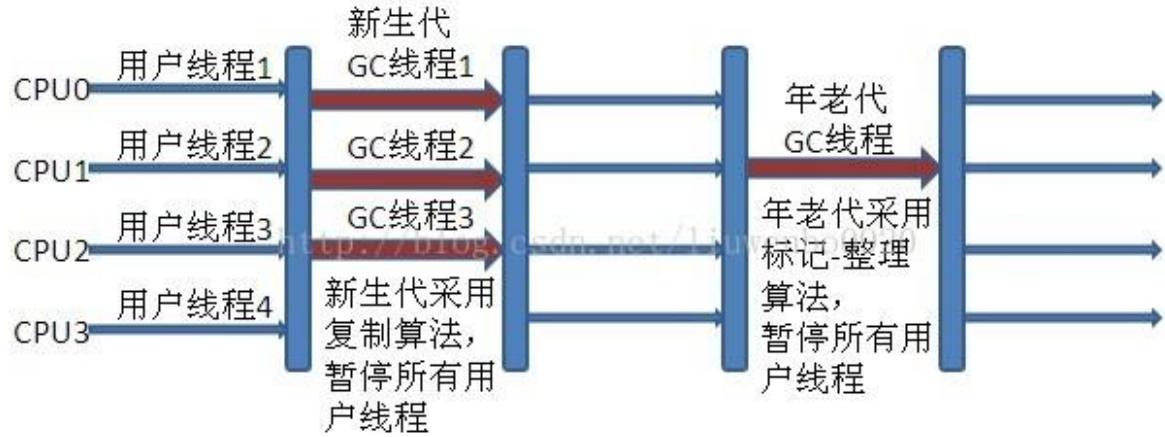 CPU0
用户线程1
CPU1
用户线程2
CPU2
用户线程3
CPU3
用户线程4
新生代
GC线程1
GC线程2
GC线程3
新生代采用
复制算法，
暂停所有用
户线程
年老代
GC线程
年老代采用
标记-整理
算法，
暂停所有用
户线程